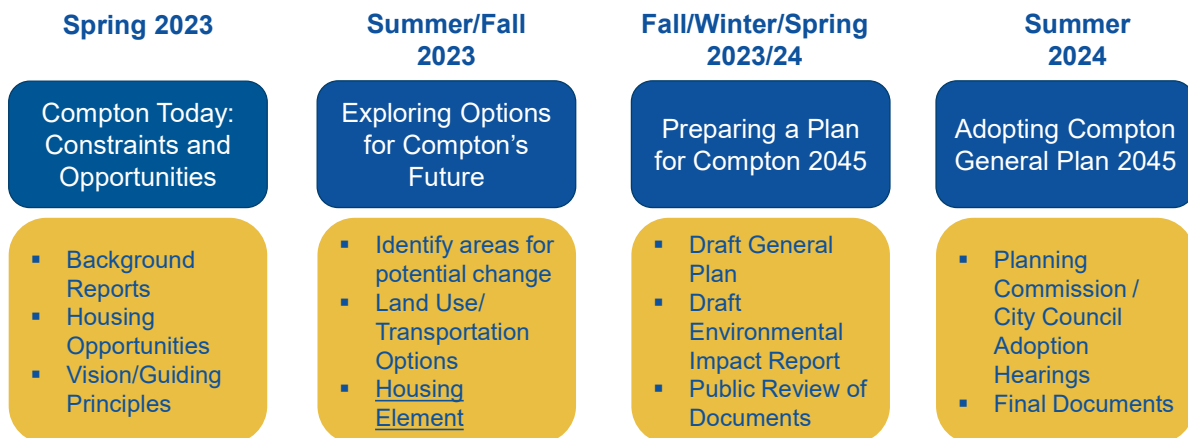 Spring 2023
Compton Today:
Constraints and
Opportunities
▪ Background
Reports
▪ Housing
Opportunities
▪ Vision/Guiding
Principles
Summer/Fall
2023
Exploring Options
for Compton’s
Future
▪ Identify areas for
potential change
▪ Land Use/
Transportation
Options
▪ Housing
Element
Fall/Winter/Spring
2023/24
Preparing a Plan
for Compton 2045
▪ Draft General
Plan
▪ Draft
Environmental
Impact Report
▪ Public Review of
Documents
Summer
2024
Adopting Compton
General Plan 2045
▪ Planning
Commission /
City Council
Adoption
Hearings
▪ Final Documents